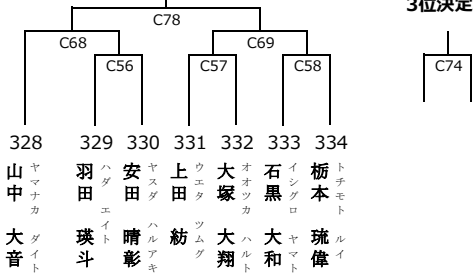 3位決定
C78
C68
C69
C56
C57
C58
C74
328
329
330
331
332
333
334
山中 大音
ヤマナカ ダイト
羽田 瑛斗
ハダ エイト
安田 晴彰
ヤスダ ハルアキ
上田 紡
ウエタ ツムグ
大塚 大翔
オオツカ ハルト
石黒 大和
イシグロ ヤマト
栃本 琉偉
トチモト ルイ